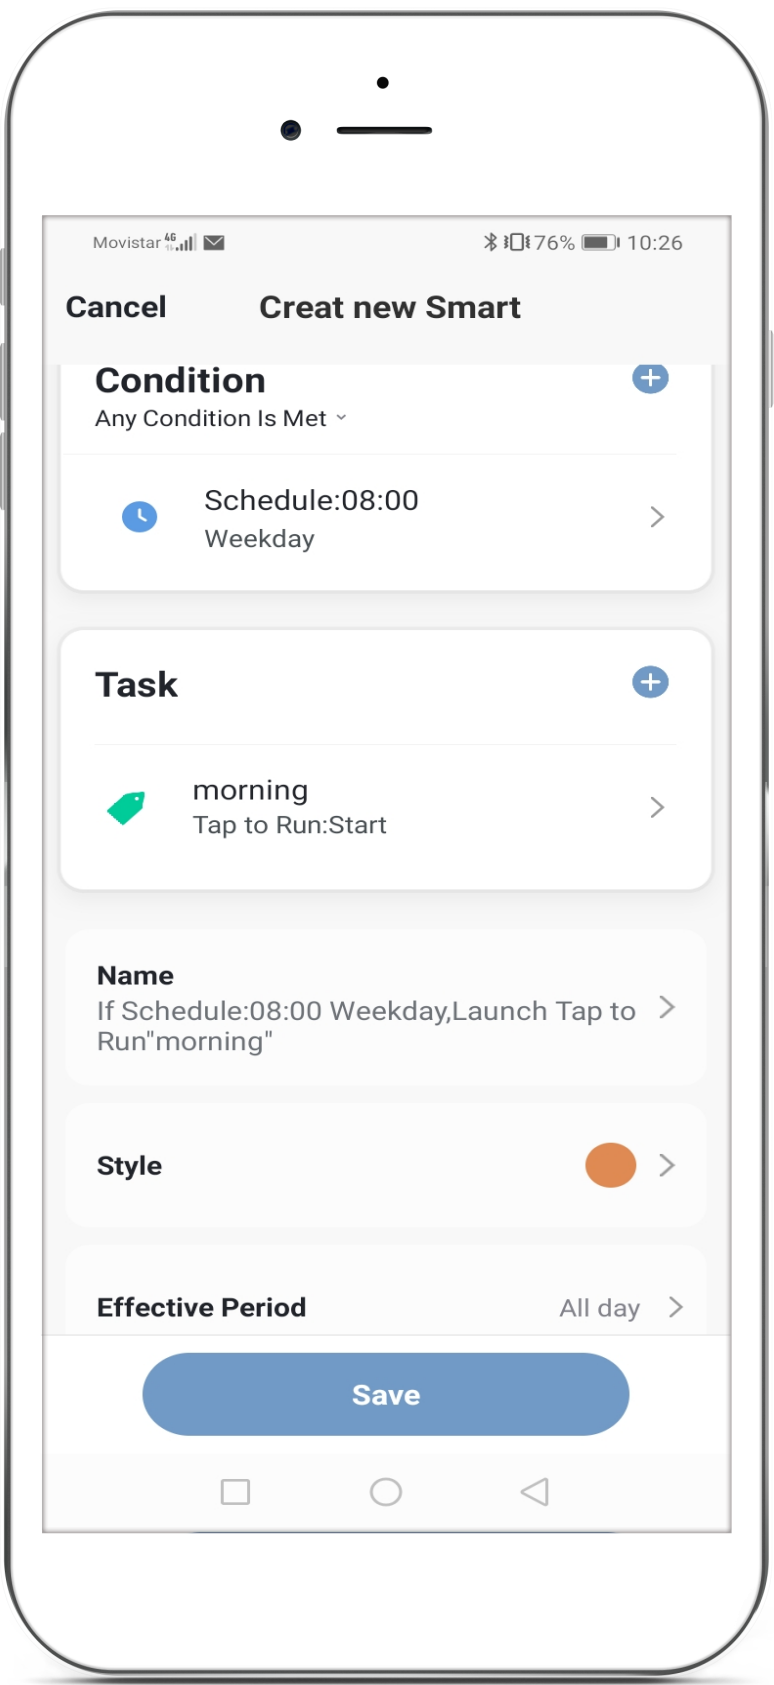 Movistar 4G 76% 10:26
Cancel Creat new Smart
Condition
Any Condition Is Met
Schedule:08:00
Weekday
Task
morning
Tap to Run:Start
Name
If Schedule:08:00 Weekday,Launch Tap to
Run"morning"
Style
Effective Period All day
Save